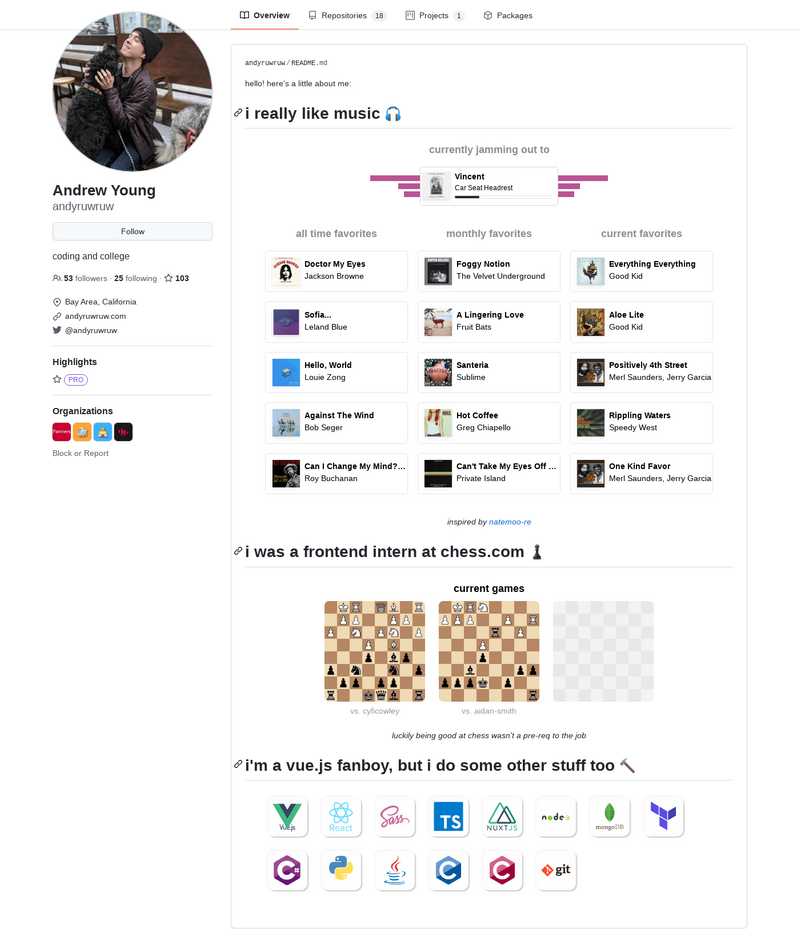 Overview
Repositories 18
Projects 1
Packages
Andrew Young
andyruwruw
Follow
coding and college
53 followers · 25 following · 103
Bay Area, California
andyruwruw.com
@andyruwruw
Highlights
PRO
Organizations
Block or Report
andyruwruw / README.md
hello! here's a little about me:
i really like music
currently jamming out to
Vincent
Car Seat Headrest
all time favorites
monthly favorites
current favorites
Doctor My Eyes
Jackson Browne
Foggy Notion
The Velvet Underground
Everything Everything
Good Kid
Sofia...
Leland Blue
A Lingering Love
Fruit Bats
Aloe Lite
Good Kid
Hello, World
Louie Zong
Santeria
Sublime
Positively 4th Street
Merl Saunders, Jerry Garcia
Against The Wind
Bob Seger
Hot Coffee
Greg Chiapello
Rippling Waters
Speedy West
Can I Change My Mind?...
Roy Buchanan
Can't Take My Eyes Off ...
Private Island
One Kind Favor
Merl Saunders, Jerry Garcia
inspired by natemoo-re
i was a frontend intern at chess.com
current games
vs. cyficowley
vs. aidan-smith
luckily being good at chess wasn't a pre-req to the job
i'm a vue.js fanboy, but i do some other stuff too
Vue.js
React
Sass
TS
NUXTJS
node
mongoDB
C#
Java
C
C
git